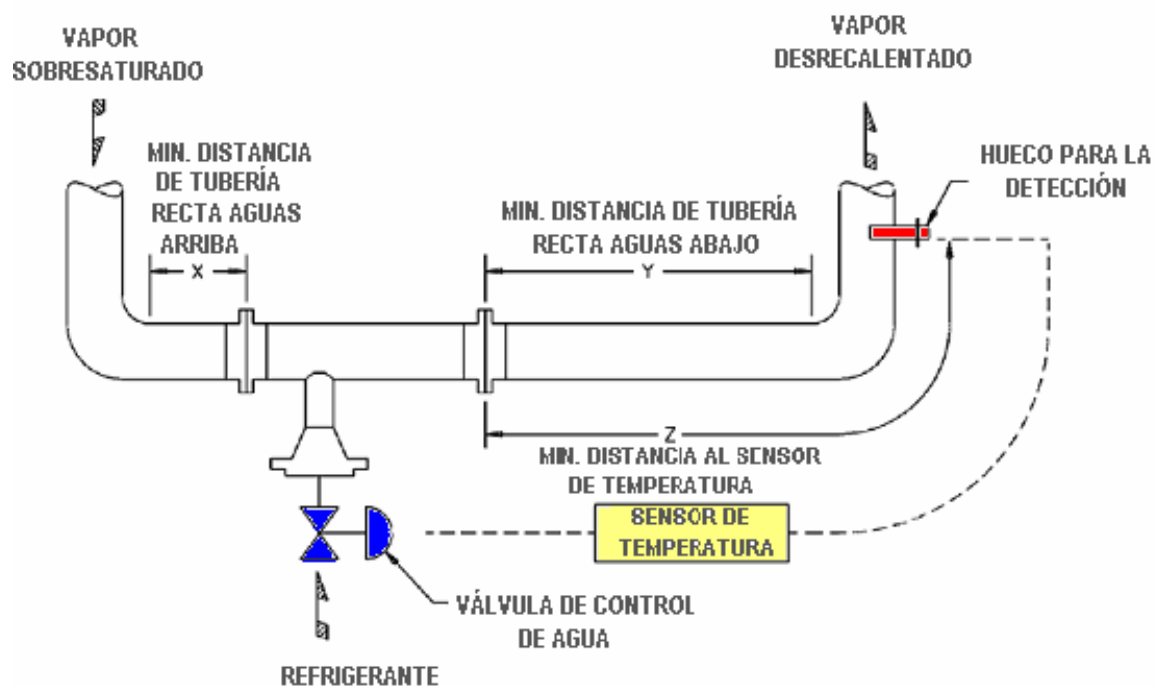 VAPOR
SOBRESATURADO
VAPOR
DESRECALENTADO
MIN. DISTANCIA
DE TUBERÍA
RECTA AGUAS
ARRIBA
X
MIN. DISTANCIA DE TUBERÍA
RECTA AGUAS ABAJO
Y
HUECO PARA LA
DETECCIÓN
Z
MIN. DISTANCIA AL SENSOR
DE TEMPERATURA
SENSOR DE
TEMPERATURA
VÁLVULA DE CONTROL
DE AGUA
REFRIGERANTE